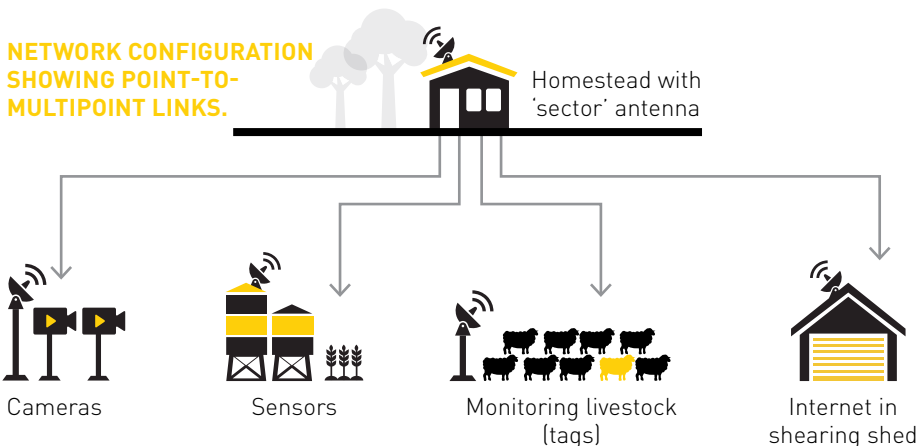 NETWORK CONFIGURATION
SHOWING POINT-TO-
MULTIPOINT LINKS.
Homestead with
‘sector’ antenna
Cameras
Sensors
Monitoring livestock
(tags)
Internet in
shearing shed